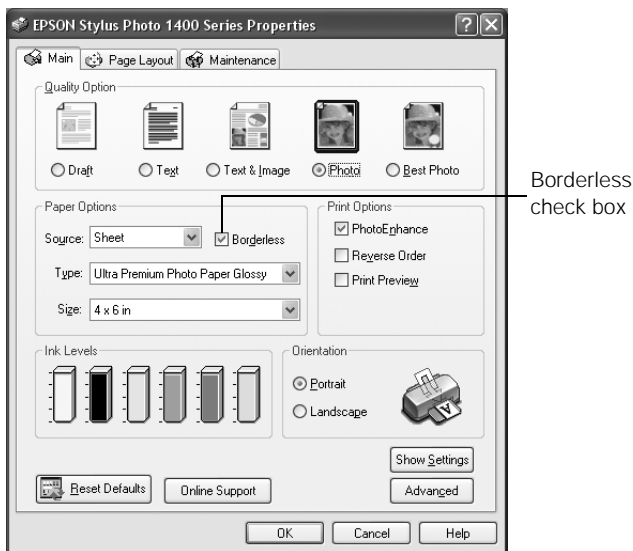 EPSON Stylus Photo 1400 Series Properties
Main
Page Layout
Maintenance
Quality Option
Draft
Text
Text & Image
Photo
Best Photo
Paper Options
Source:
Sheet
Borderless
Type:
Ultra Premium Photo Paper Glossy
Size:
4 x 6 in
Print Options
PhotoEnhance
Reverse Order
Print Preview
Borderless
check box
Ink Levels
Orientation
Portrait
Landscape
A
Show Settings
Reset Defaults
Online Support
Advanced
OK
Cancel
Help